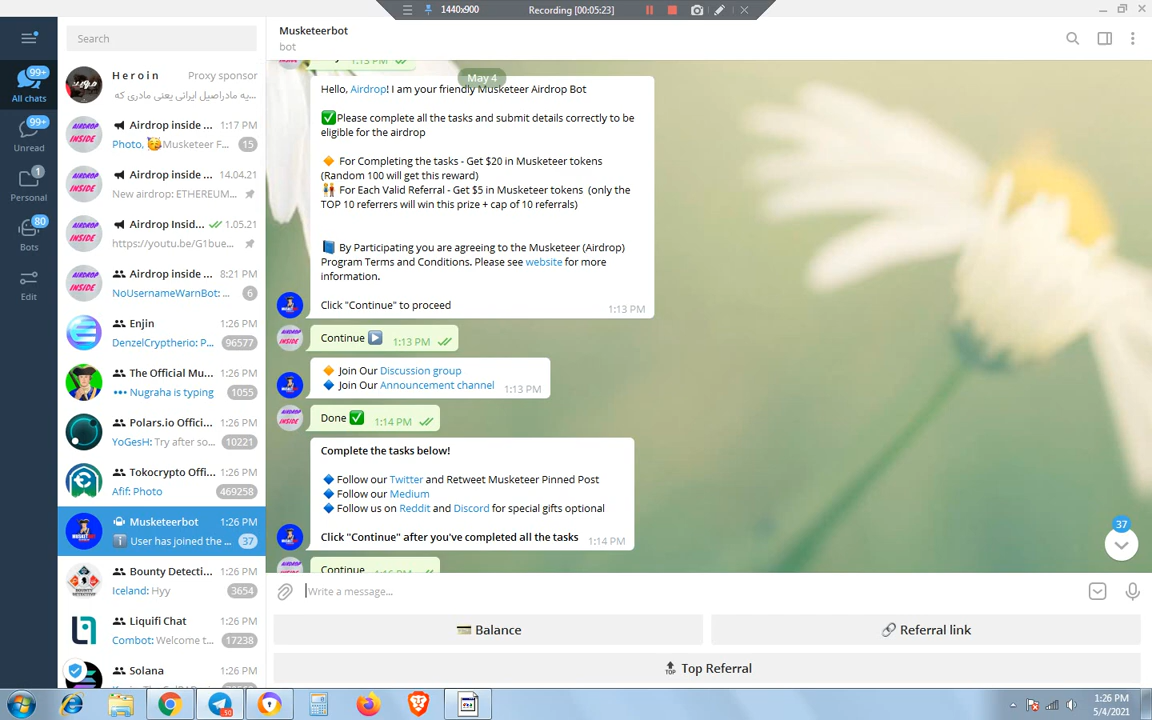 1440x900
Recording [00:05:23]
Search
Musketeerbot
bot
99+
All chats
99+
Unread
1
Personal
80
Bots
Edit
H e r o i n
Proxy sponsor
...یه مادراصیل ایرانی یعنی مادری که
Airdrop inside ...
1:17 PM
Photo, 🥳Musketeer F...
15
Airdrop inside ...
14.04.21
New airdrop: ETHEREUM...
Airdrop Insid...
1.05.21
https://youtu.be/G1bue...
Airdrop inside ...
8:21 PM
NoUsernameWarnBot: ...
6
Enjin
1:26 PM
DenzelCryptherio: P...
96577
The Official Mu...
1:26 PM
Nugraha is typing
1055
Polars.io Offici...
1:26 PM
YoGesH: Try after so...
10221
Tokocrypto Offi...
1:26 PM
Afif: Photo
469258
Musketeerbot
1:26 PM
User has joined the ...
37
Bounty Detecti...
1:26 PM
Iceland: Hyy
3654
Liquifi Chat
1:26 PM
Combot: Welcome t...
17238
Solana
1:26 PM
1:13 PM
May 4
Hello, Airdrop! I am your friendly Musketeer Airdrop Bot
✅Please complete all the tasks and submit details correctly to be
eligible for the airdrop
🔸 For Completing the tasks - Get $20 in Musketeer tokens
(Random 100 will get this reward)
👫 For Each Valid Referral - Get $5 in Musketeer tokens (only the
TOP 10 referrers will win this prize + cap of 10 referrals)
📘 By Participating you are agreeing to the Musketeer (Airdrop)
Program Terms and Conditions. Please see website for more
information.
Click "Continue" to proceed
1:13 PM
Continue ▶️
1:13 PM
🔸 Join Our Discussion group
🔹 Join Our Announcement channel
1:13 PM
Done ✅
1:14 PM
Complete the tasks below!
🔹 Follow our Twitter and Retweet Musketeer Pinned Post
🔹 Follow our Medium
🔹 Follow us on Reddit and Discord for special gifts optional
Click "Continue" after you've completed all the tasks
1:14 PM
Continue
37
Write a message...
💳 Balance
🔗 Referral link
🔝 Top Referral
1:26 PM
5/4/2021